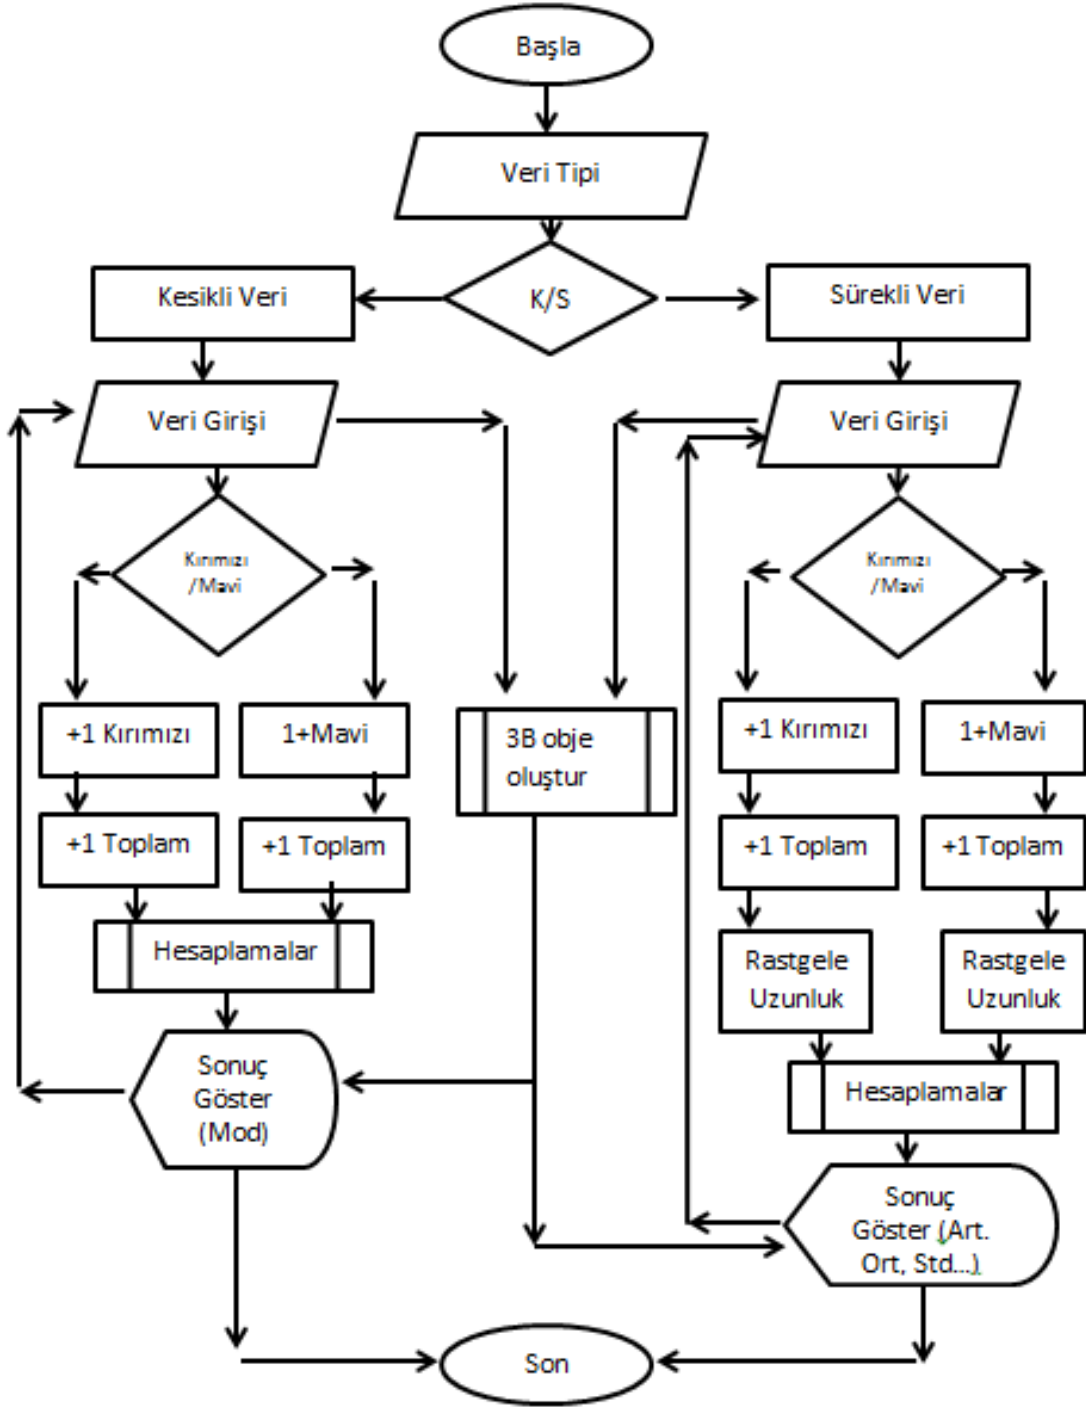 Başla
Veri Tipi
K/S
Kesikli Veri
Sürekli Veri
Veri Girişi
Veri Girişi
Kırımızı
/Mavi
Kırımızı
/Mavi
+1 Kırımızı
1+Mavi
3B obje
oluştur
+1 Kırımızı
1+Mavi
+1 Toplam
+1 Toplam
+1 Toplam
+1 Toplam
Hesaplamalar
Rastgele
Uzunluk
Rastgele
Uzunluk
Sonuç
Göster
(Mod)
Hesaplamalar
Sonuç
Göster (Art.
Ort, Std...)
Son